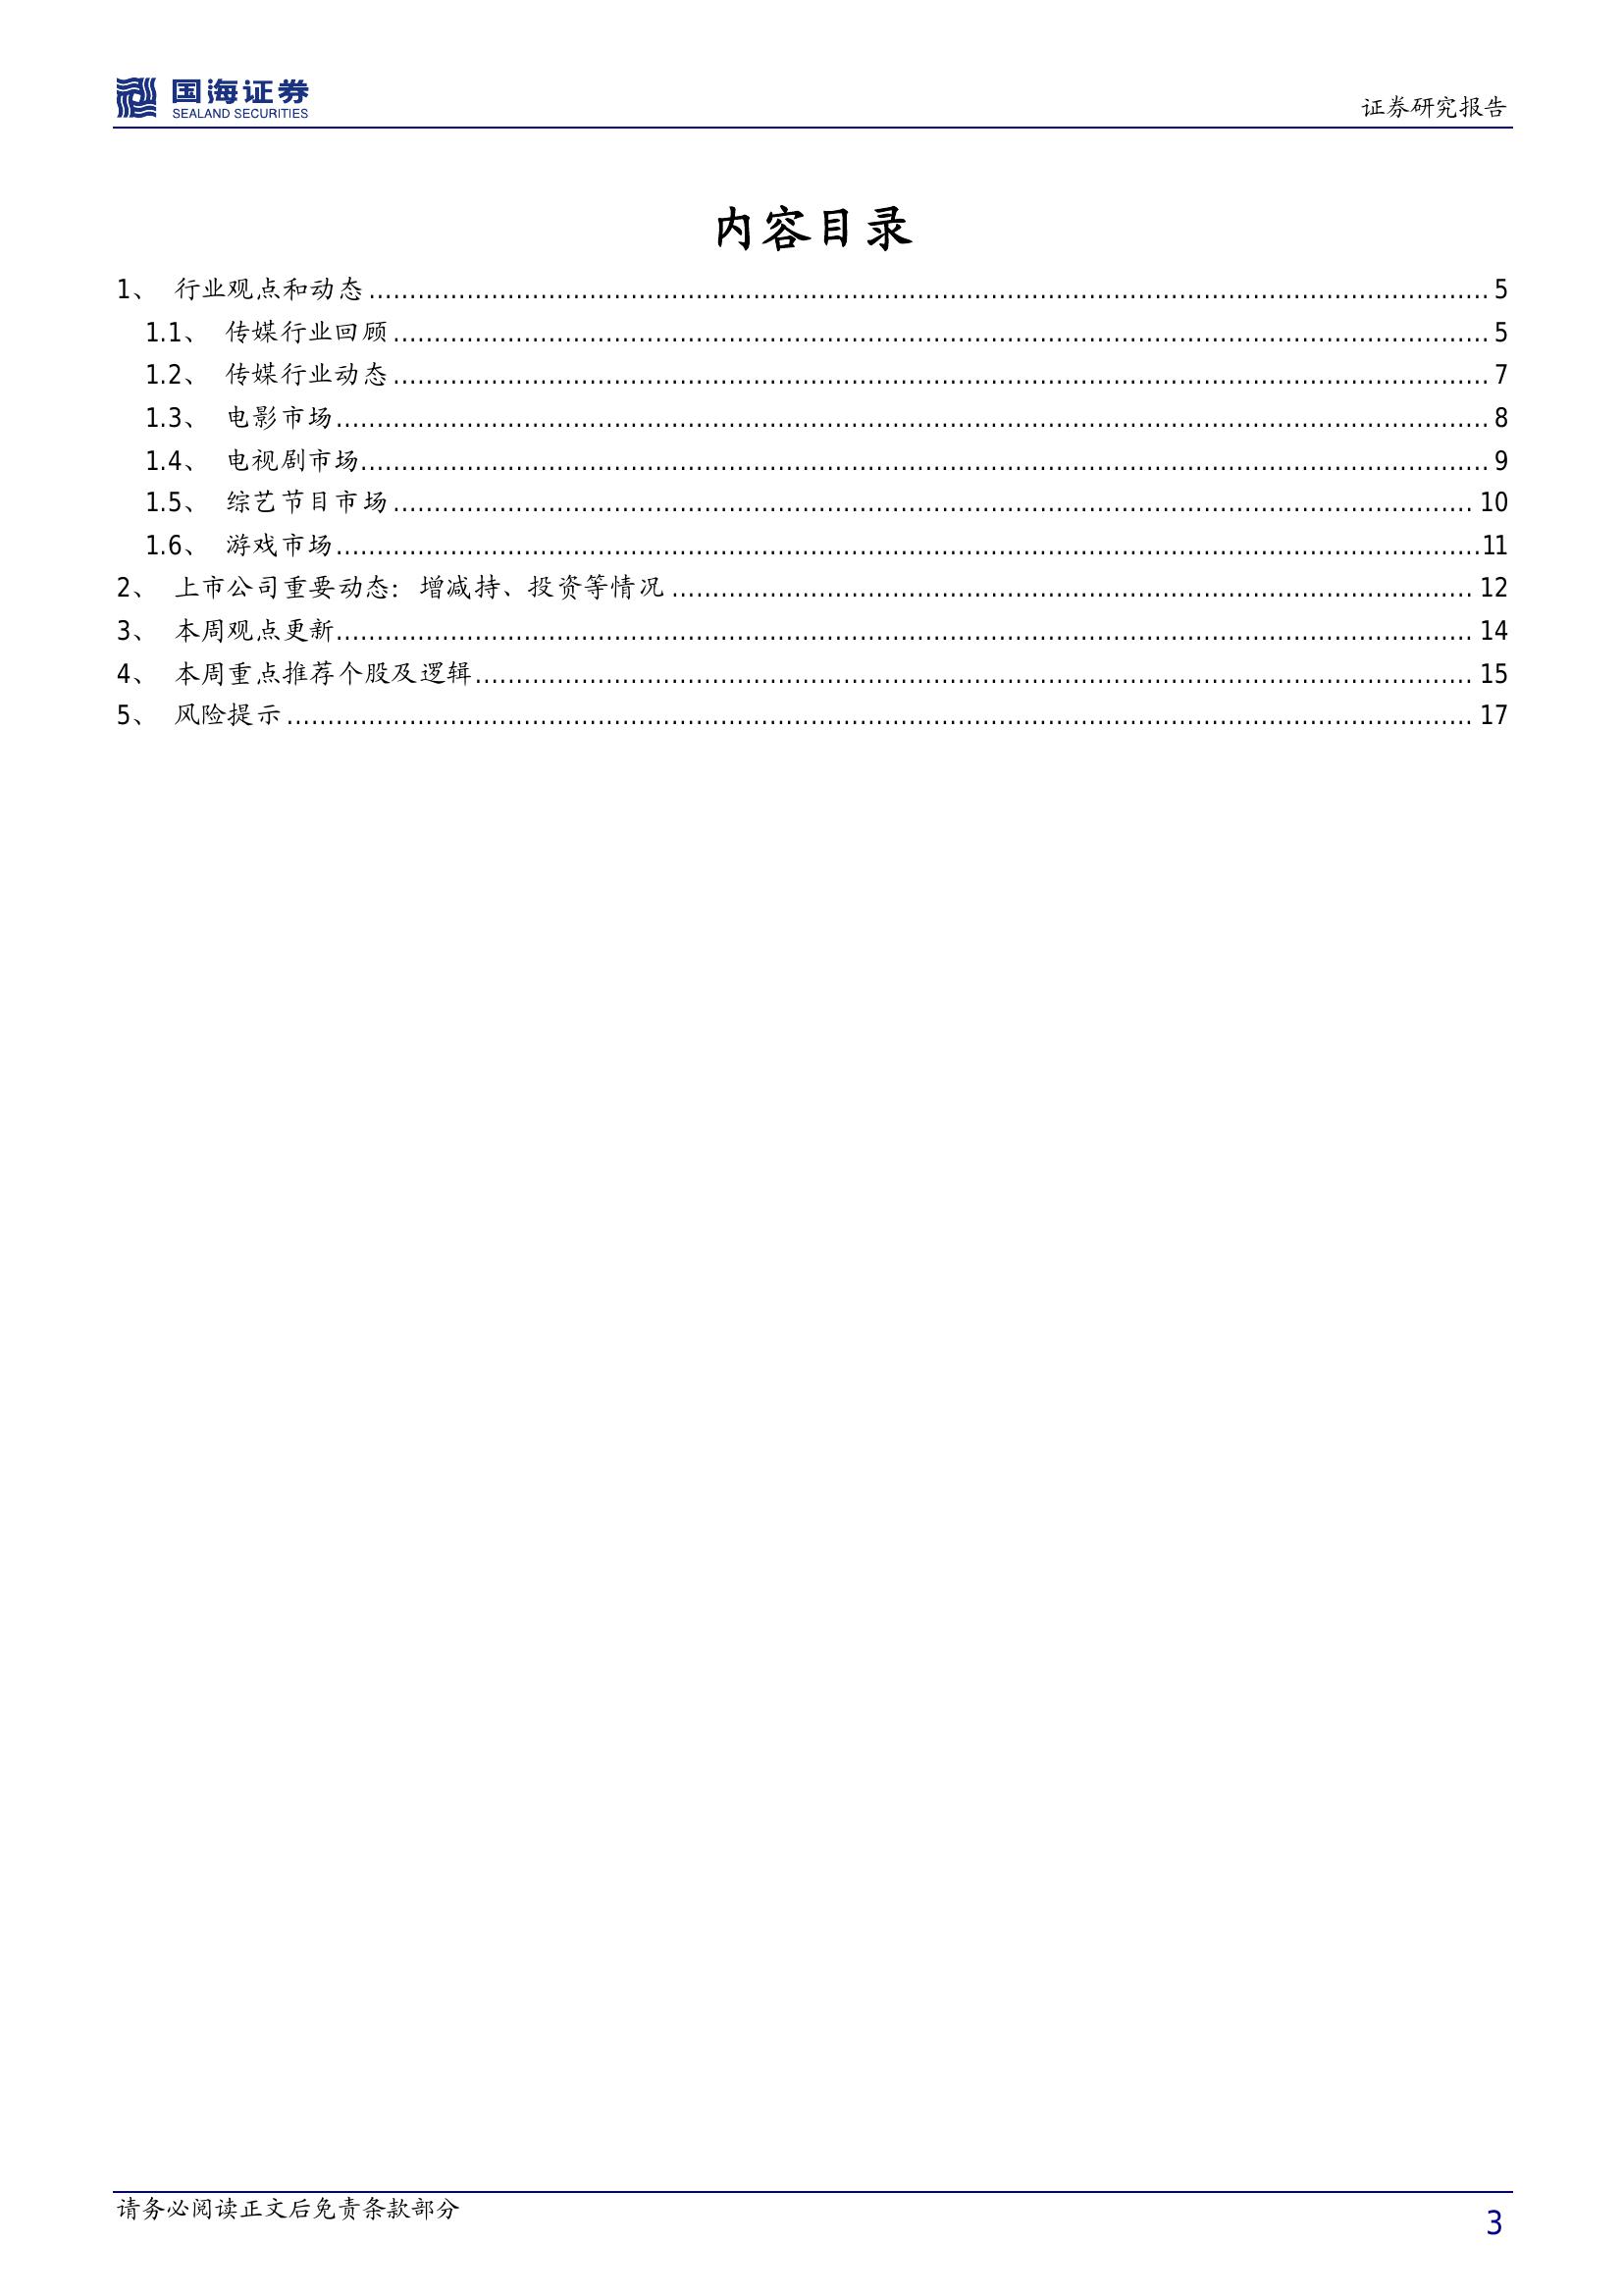 国海证券
SEALAND SECURITIES
证券研究报告
内容目录
1、 行业观点和动态........................................ 5
1.1、 传媒行业回顾........................................ 5
1.2、 传媒行业动态........................................ 7
1.3、 电影市场........................................ 8
1.4、 电视剧市场........................................ 9
1.5、 综艺节目市场........................................ 10
1.6、 游戏市场........................................ 11
2、 上市公司重要动态：增减持、投资等情况........................................ 12
3、 本周观点更新........................................ 14
4、 本周重点推荐个股及逻辑........................................ 15
5、 风险提示........................................ 17
请务必阅读正文后免责条款部分
3